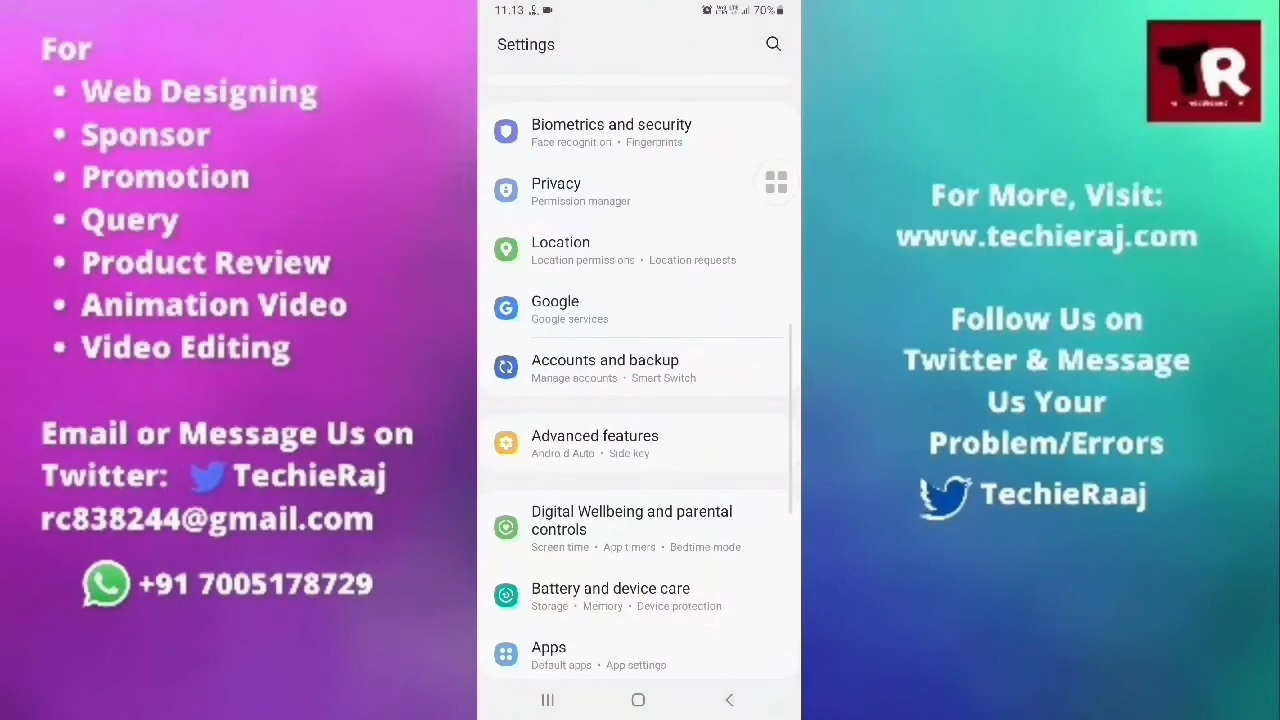 For
• Web Designing
• Sponsor
• Promotion
• Query
• Product Review
• Animation Video
• Video Editing
Email or Message Us on
Twitter: TechieRaj
rc838244@gmail.com
+91 7005178729
11:13 70%
Settings
Biometrics and security
Face recognition • Fingerprints
Privacy
Permission manager
Location
Location permissions • Location requests
Google
Google services
Accounts and backup
Manage accounts • Smart Switch
Advanced features
Android Auto • Side key
Digital Wellbeing and parental
controls
Screen time • App timers • Bedtime mode
Battery and device care
Storage • Memory • Device protection
Apps
Default apps • App settings
TR
For More, Visit:
www.techieraj.com
Follow Us on
Twitter & Message
Us Your
Problem/Errors
TechieRaaj